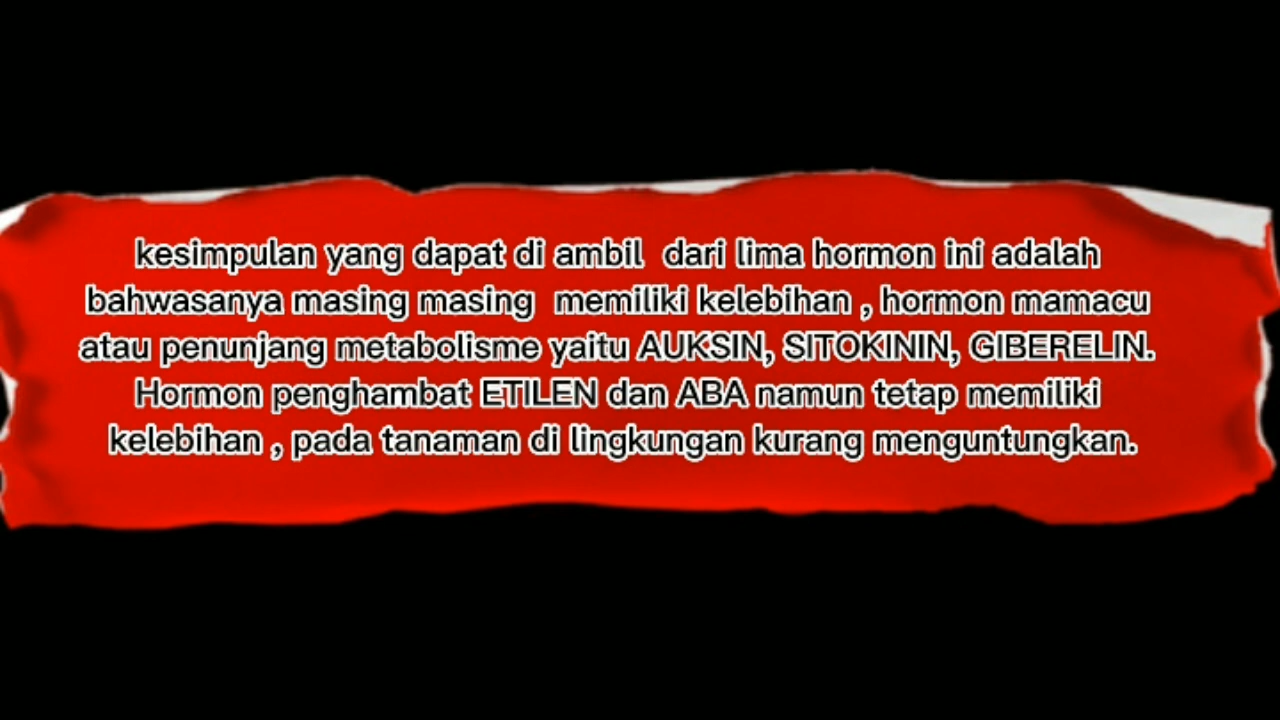 kesimpulan yang dapat di ambil  dari lima hormon ini adalah
bahwasanya masing masing  memiliki kelebihan , hormon mamacu
atau penunjang metabolisme yaitu AUKSIN, SITOKININ, GIBERELIN.
Hormon penghambat ETILEN dan ABA namun tetap memiliki
kelebihan , pada tanaman di lingkungan kurang menguntungkan.